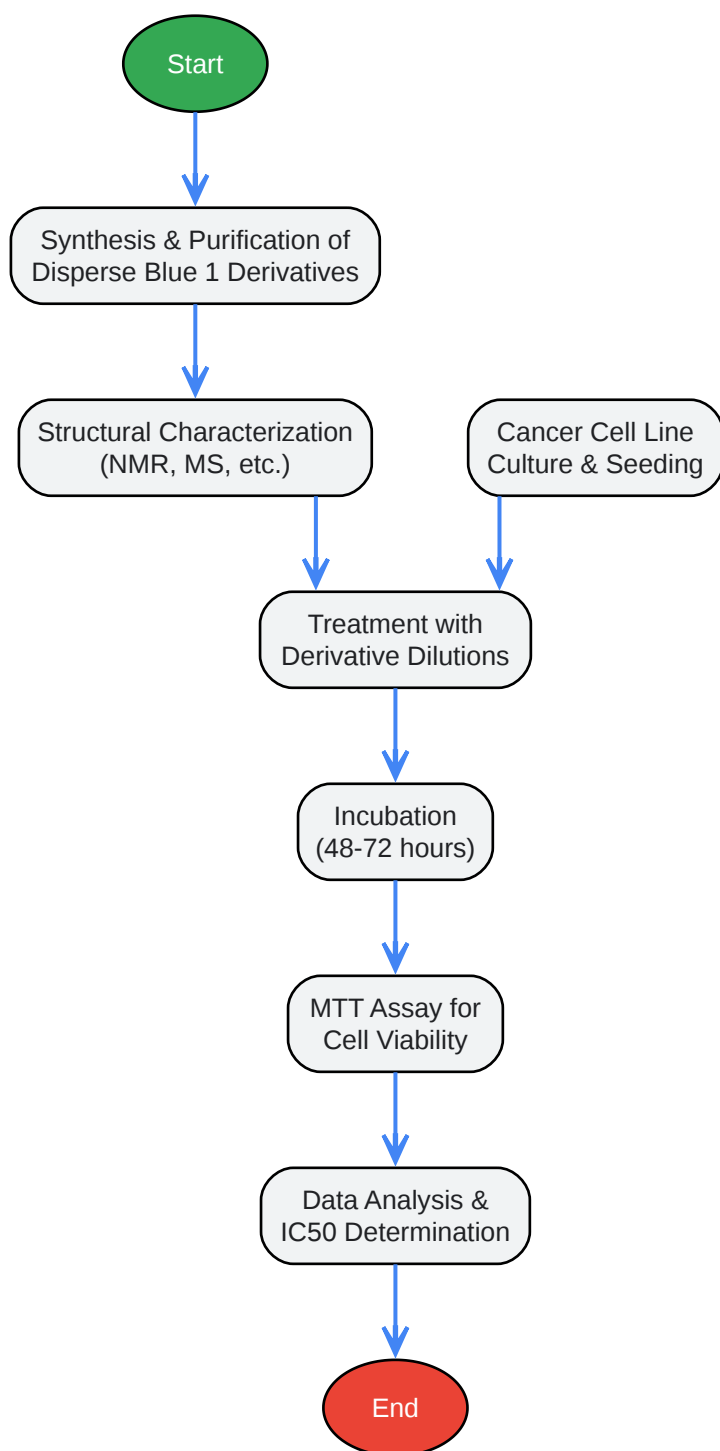 Start
Synthesis & Purification of
Disperse Blue 1 Derivatives
Structural Characterization
(NMR, MS, etc.)
Cancer Cell Line
Culture & Seeding
Treatment with
Derivative Dilutions
Incubation
(48-72 hours)
MTT Assay for
Cell Viability
Data Analysis &
IC50 Determination
End